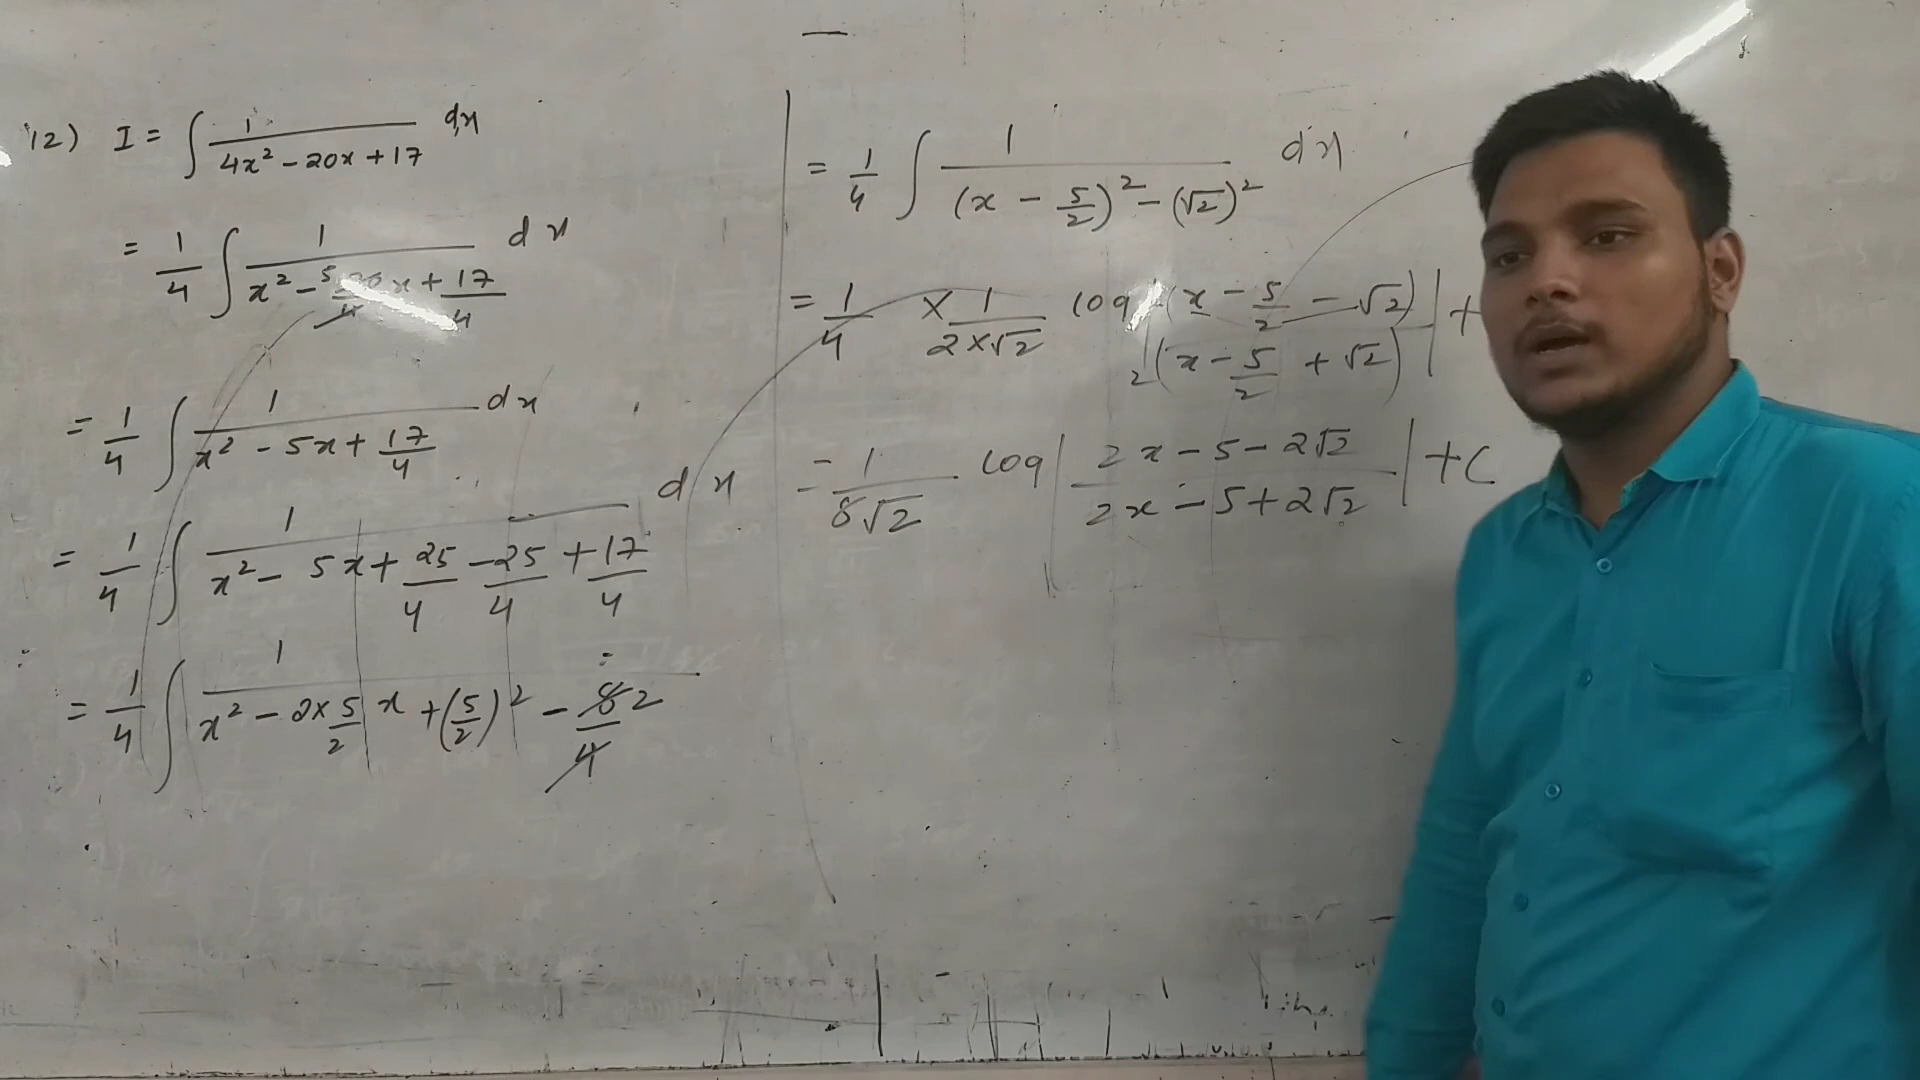 12) I = ∫ 1/(4x² - 20x + 17) dx
= 1/4 ∫ 1/(x² - 5 20/4 x + 17/4) dx
= 1/4 ∫ 1/(x² - 5x + 17/4) dx
= 1/4 ∫ 1/(x² - 5x + 25/4 - 25/4 + 17/4) dx
= 1/4 ∫ 1/(x² - 2×5/2 x + (5/2)² - 8/4 2)
= 1/4 ∫ 1/((x - 5/2)² - (√2)²) dx
= 1/4 × 1/(2×√2) log |(x - 5/2 - √2)/(x - 5/2 + √2)| +
= 1/8√2 log |(2x - 5 - 2√2)/(2x - 5 + 2√2)| + C